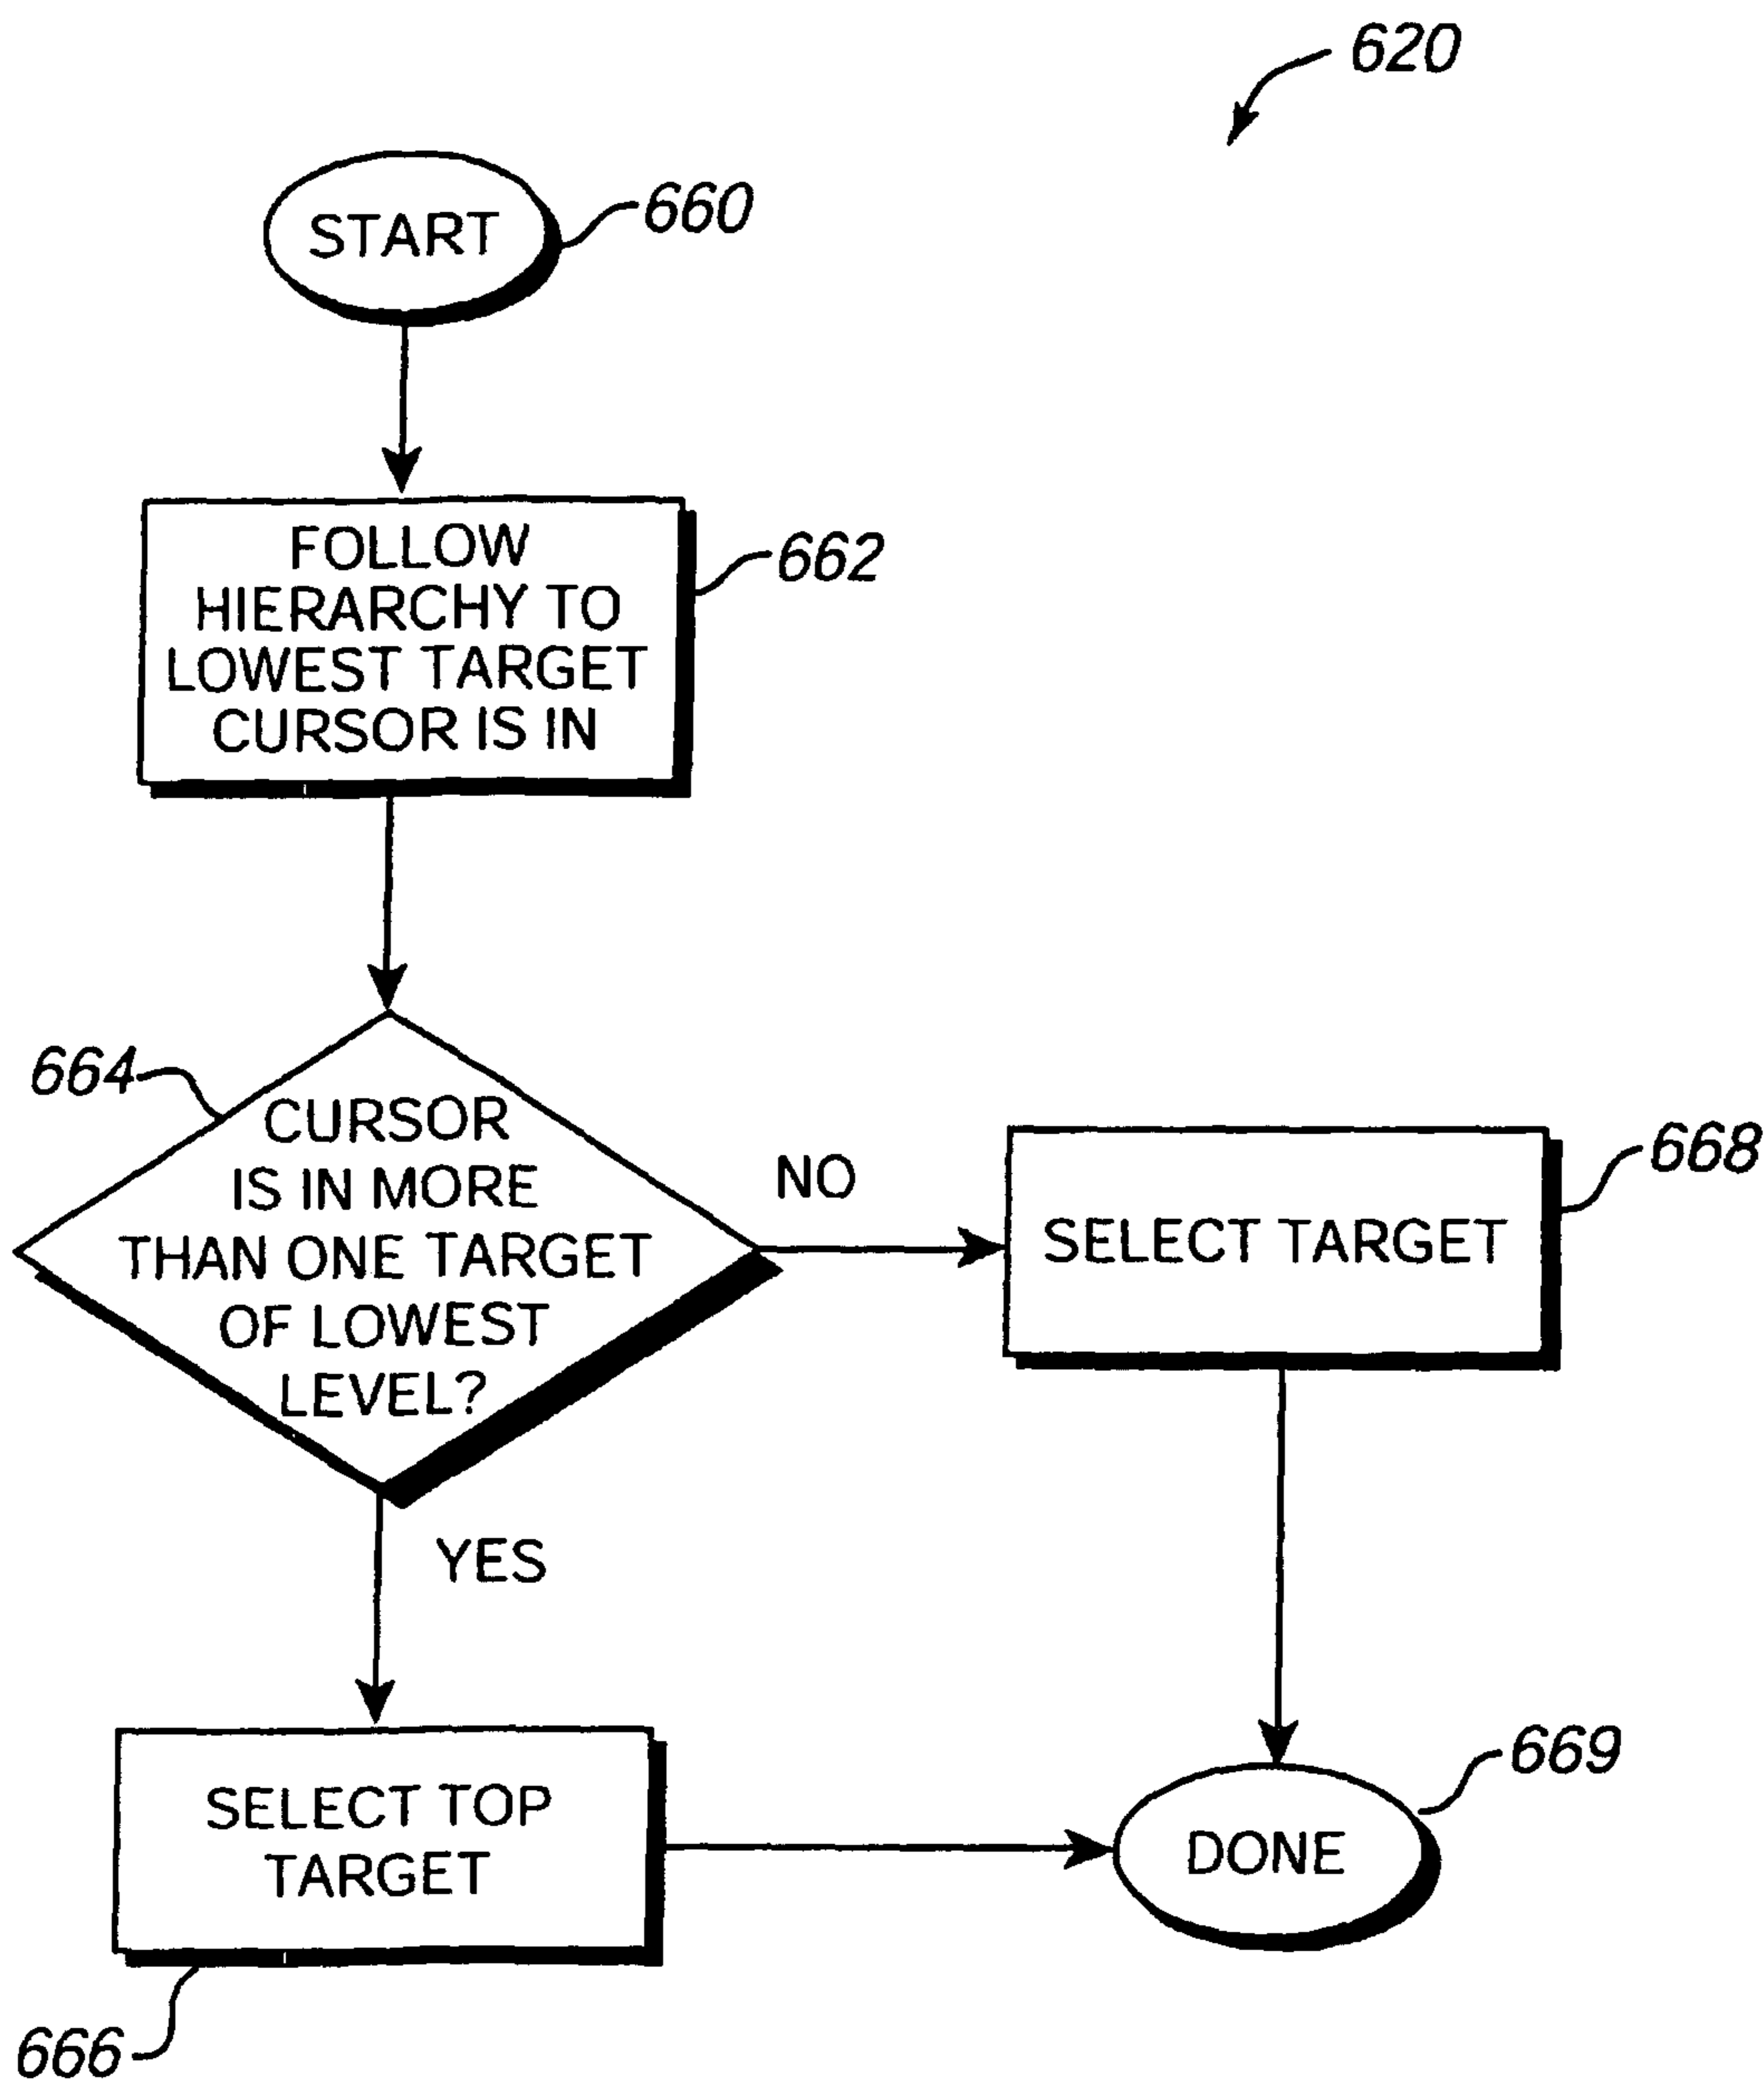 620
START
660
FOLLOW
HIERARCHY TO
LOWEST TARGET
CURSOR IS IN
662
664
CURSOR
IS IN MORE
THAN ONE TARGET
OF LOWEST
LEVEL?
NO
SELECT TARGET
668
YES
SELECT TOP
TARGET
666
DONE
669